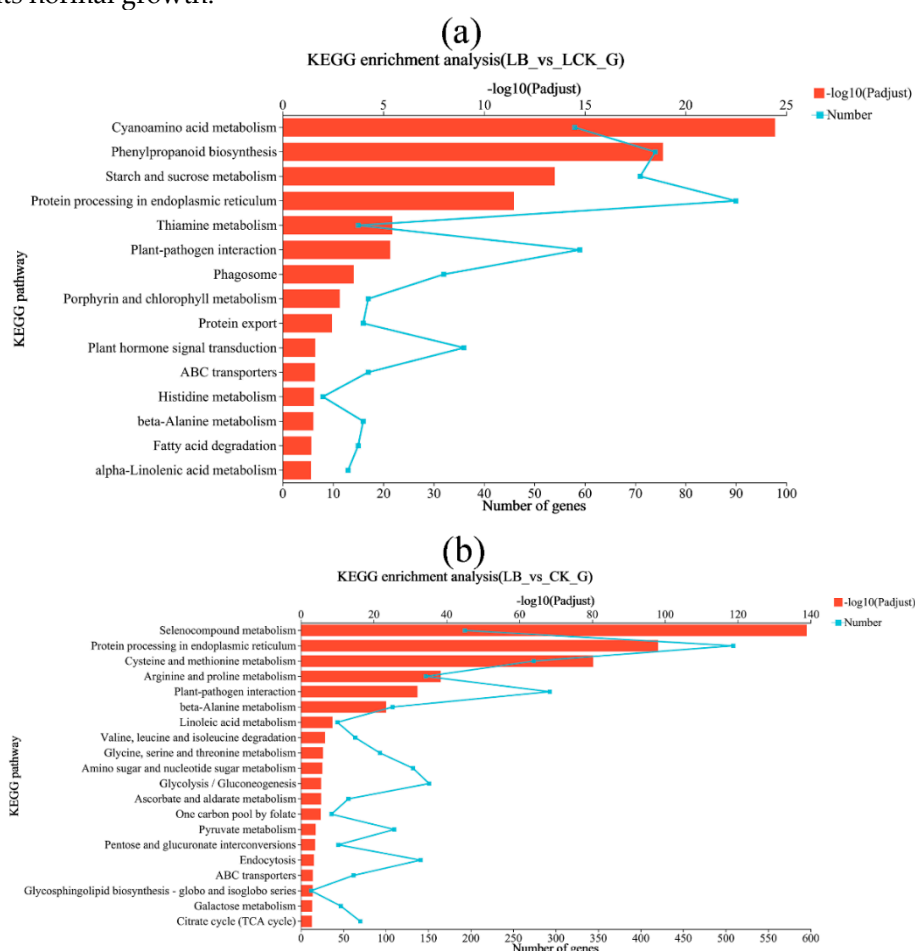 its normal growth.
(a)
KEGG enrichment analysis(LB_vs_LCK_G)
-log10(Padjust)
0 5 10 15 20 25
-log10(Padjust)
Number
Cyanoamino acid metabolism
Phenylpropanoid biosynthesis
Starch and sucrose metabolism
Protein processing in endoplasmic reticulum
Thiamine metabolism
Plant-pathogen interaction
Phagosome
Porphyrin and chlorophyll metabolism
Protein export
Plant hormone signal transduction
ABC transporters
Histidine metabolism
beta-Alanine metabolism
Fatty acid degradation
alpha-Linolenic acid metabolism
KEGG pathway
0 10 20 30 40 50 60 70 80 90 100
Number of genes
(b)
KEGG enrichment analysis(LB_vs_CK_G)
-log10(Padjust)
0 20 40 60 80 100 120 140
-log10(Padjust)
Number
Selenocompound metabolism
Protein processing in endoplasmic reticulum
Cysteine and methionine metabolism
Arginine and proline metabolism
Plant-pathogen interaction
beta-Alanine metabolism
Linoleic acid metabolism
Valine, leucine and isoleucine degradation
Glycine, serine and threonine metabolism
Amino sugar and nucleotide sugar metabolism
Glycolysis / Gluconeogenesis
Ascorbate and aldarate metabolism
One carbon pool by folate
Pyruvate metabolism
Pentose and glucuronate interconversions
Endocytosis
ABC transporters
Glycosphingolipid biosynthesis - globo and isoglobo series
Galactose metabolism
Citrate cycle (TCA cycle)
KEGG pathway
0 50 100 150 200 250 300 350 400 450 500 550 600
Number of genes